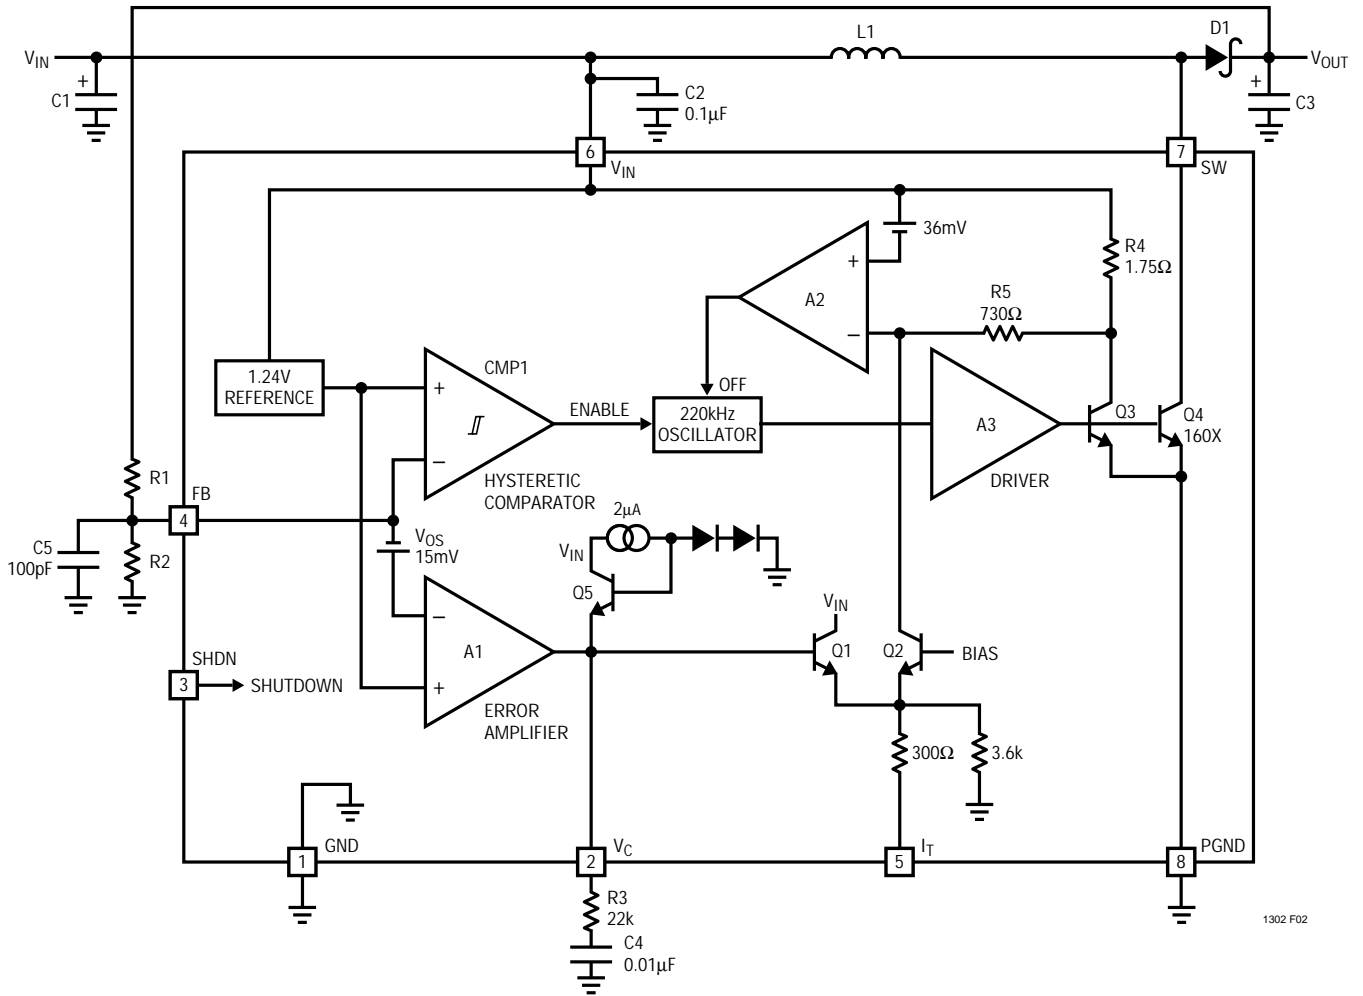 L1
D1
VIN
VOUT
+
C1
C2
0.1µF
+
C3
6
VIN
7
SW
36mV
R4
1.75Ω
+
A2
–
R5
730Ω
1.24V
REFERENCE
CMP1
+
–
HYSTERETIC
COMPARATOR
ENABLE
OFF
220kHz
OSCILLATOR
A3
DRIVER
Q3
Q4
160X
R1
FB
4
C5
100pF
R2
VOS
15mV
2µA
VIN
Q5
–
A1
+
ERROR
AMPLIFIER
VIN
Q1
Q2
BIAS
SHDN
3
SHUTDOWN
300Ω
3.6k
GND
1
VC
2
IT
5
PGND
8
R3
22k
C4
0.01µF
1302 F02